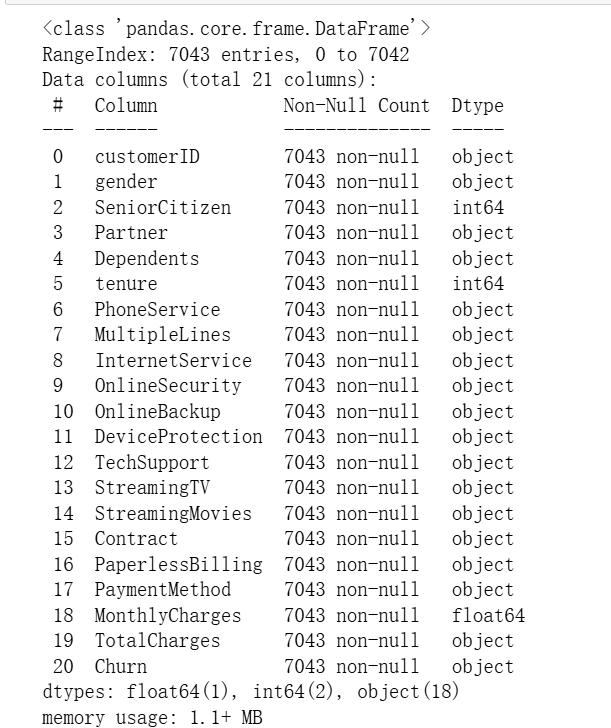 <class 'pandas.core.frame.DataFrame'>
RangeIndex: 7043 entries, 0 to 7042
Data columns (total 21 columns):
 #   Column            Non-Null Count  Dtype
---  ------            --------------  -----
 0   customerID        7043 non-null   object
 1   gender            7043 non-null   object
 2   SeniorCitizen     7043 non-null   int64
 3   Partner           7043 non-null   object
 4   Dependents        7043 non-null   object
 5   tenure            7043 non-null   int64
 6   PhoneService      7043 non-null   object
 7   MultipleLines     7043 non-null   object
 8   InternetService   7043 non-null   object
 9   OnlineSecurity    7043 non-null   object
 10  OnlineBackup      7043 non-null   object
 11  DeviceProtection  7043 non-null   object
 12  TechSupport       7043 non-null   object
 13  StreamingTV       7043 non-null   object
 14  StreamingMovies   7043 non-null   object
 15  Contract          7043 non-null   object
 16  PaperlessBilling  7043 non-null   object
 17  PaymentMethod     7043 non-null   object
 18  MonthlyCharges    7043 non-null   float64
 19  TotalCharges      7043 non-null   object
 20  Churn             7043 non-null   object
dtypes: float64(1), int64(2), object(18)
memory usage: 1.1+ MB